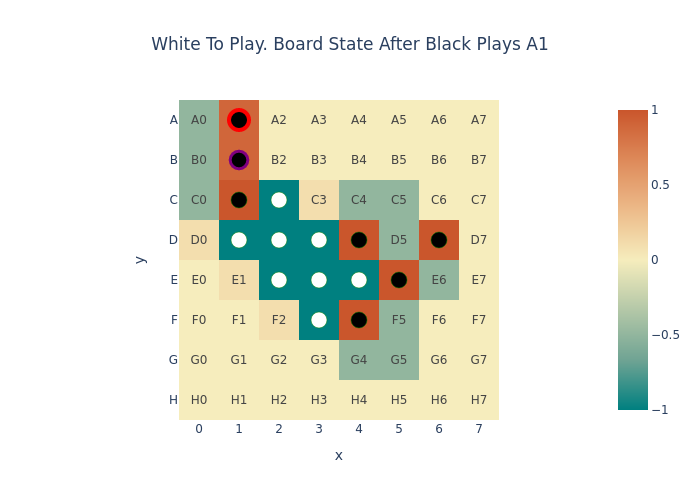 White To Play. Board State After Black Plays A1
A A0 A2 A3 A4 A5 A6 A7
B B0 B2 B3 B4 B5 B6 B7
C C0 C3 C4 C5 C6 C7
D D0 D5 D7
E E0 E1 E6 E7
F F0 F1 F2 F5 F6 F7
G G0 G1 G2 G3 G4 G5 G6 G7
H H0 H1 H2 H3 H4 H5 H6 H7
0 1 2 3 4 5 6 7
x
y
1
0.5
0
−0.5
−1